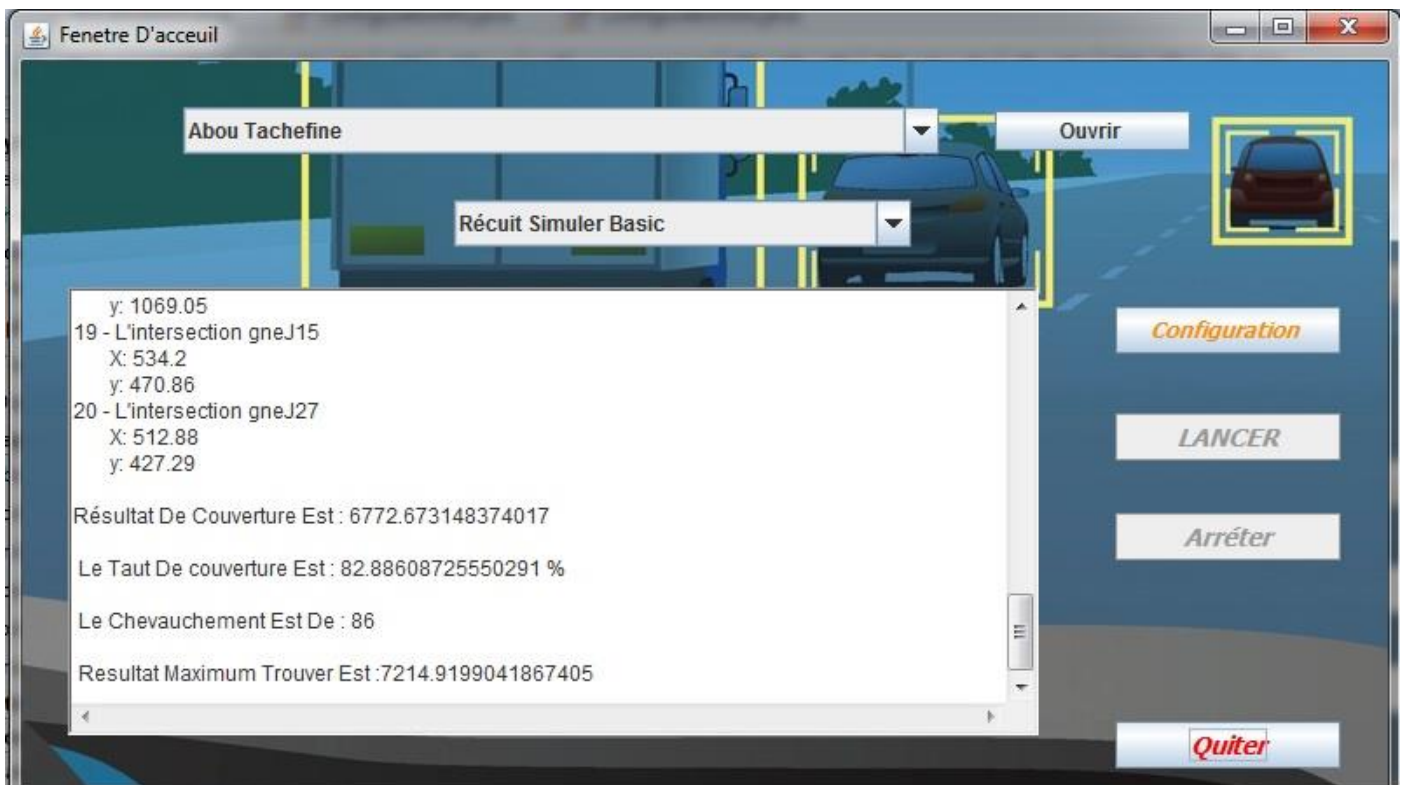 Fenetre D'acceuil
Abou Tachefine
Ouvrir
Récuit Simuler Basic
y: 1069.05
19 - L'intersection gneJ15
X: 534.2
y: 470.86
20 - L'intersection gneJ27
X: 512.88
y: 427.29
Résultat De Couverture Est : 6772.673148374017
Le Taut De couverture Est : 82.88608725550291 %
Le Chevauchement Est De : 86
Resultat Maximum Trouver Est :7214.9199041867405
Configuration
LANCER
Arréter
Quiter